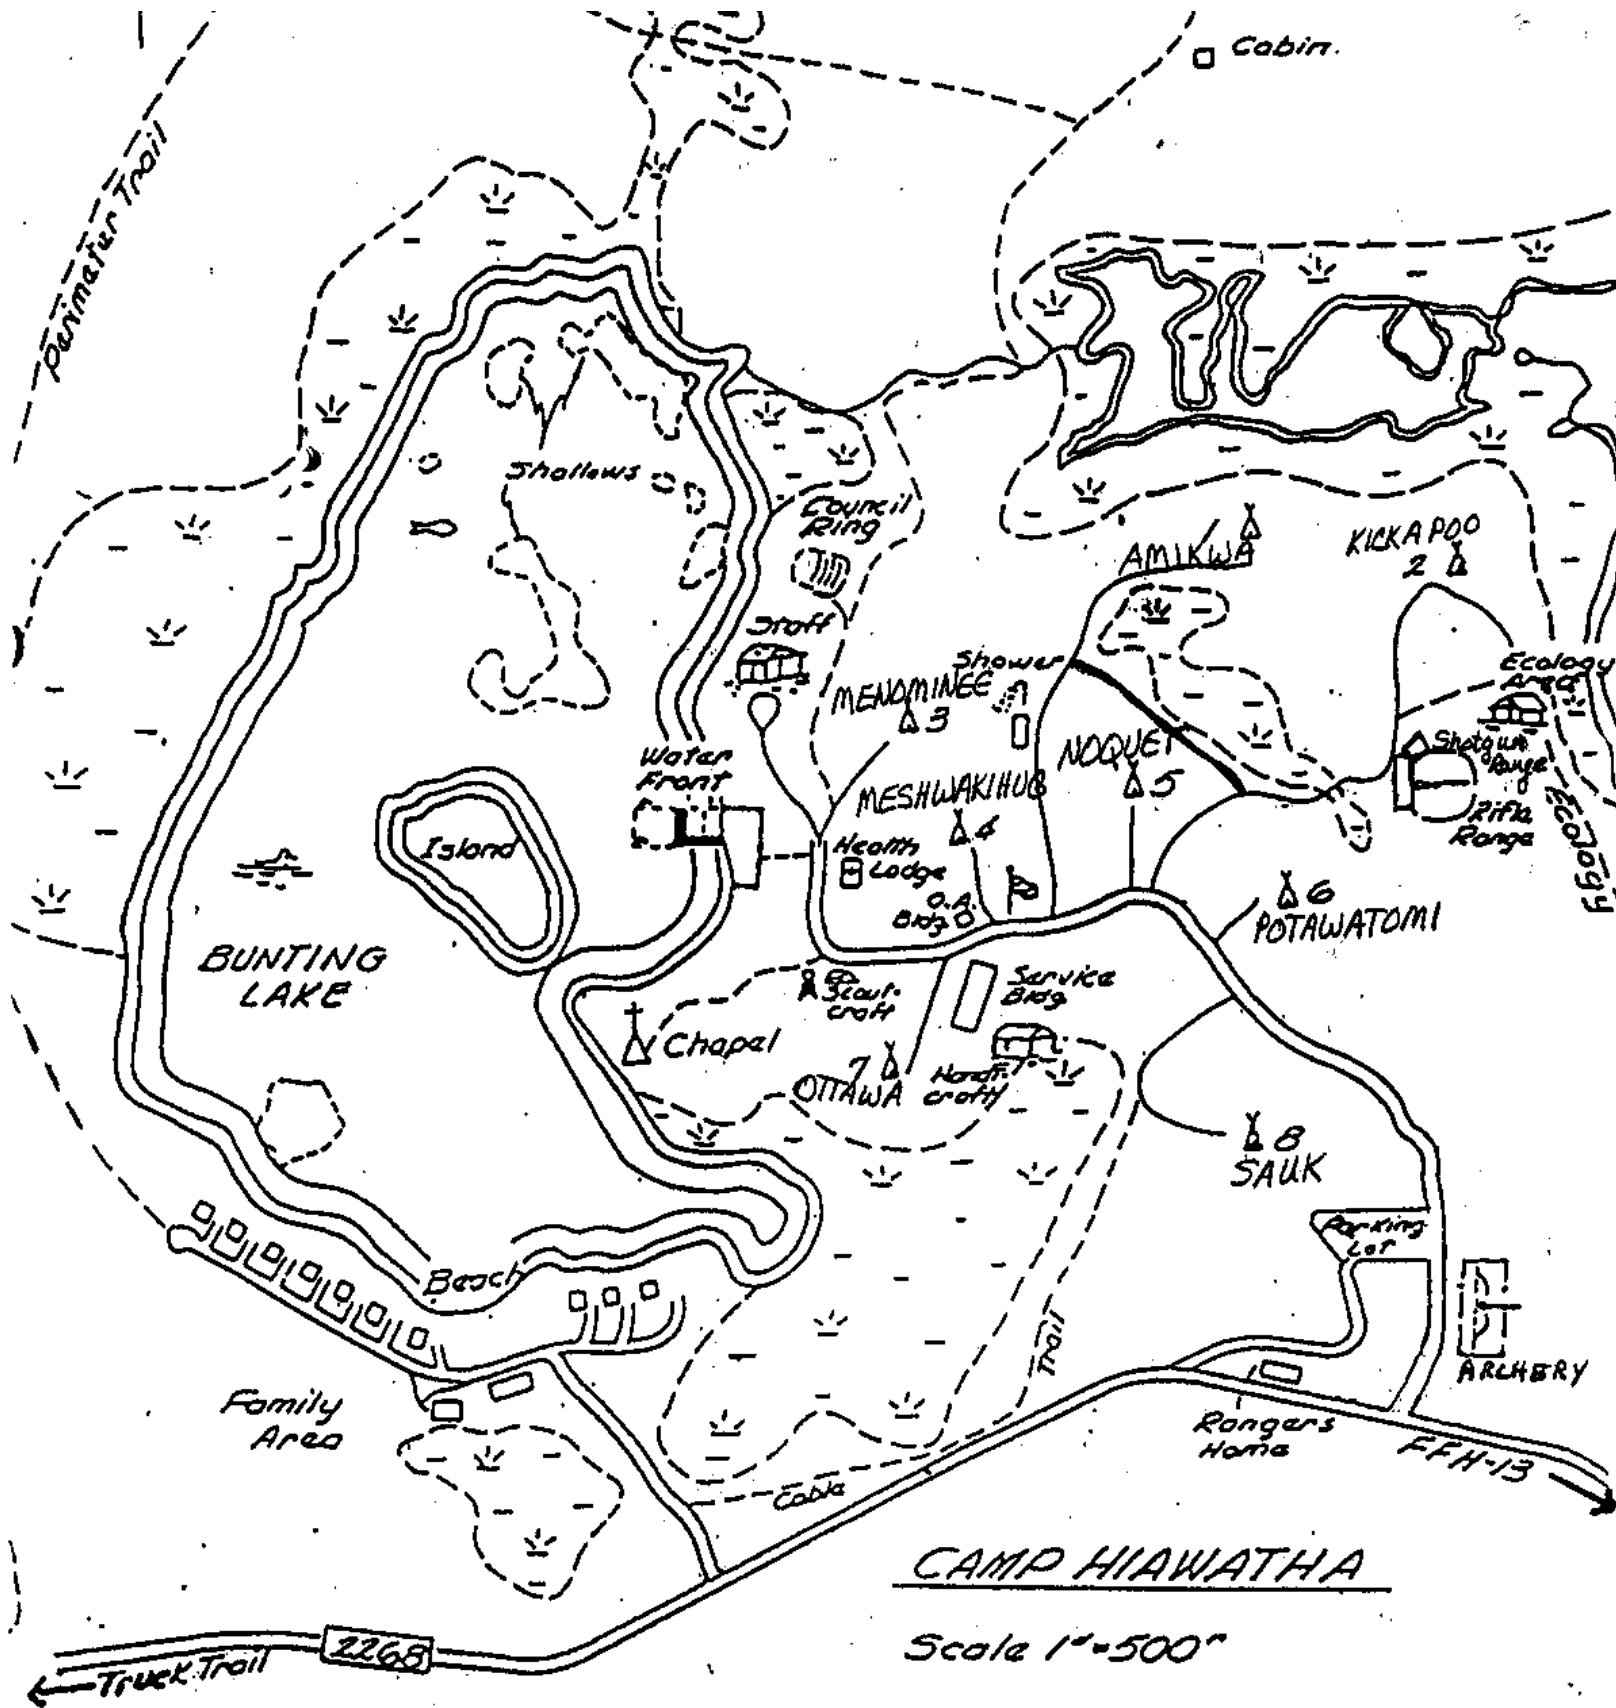 Cabin.
Perimeter Trail
Shallows
Council
Ring
AMIKWA
KICKAPOO
2
Staff
Shower
MENOMINEE
3
Ecology
Area
Water
Front
NOQUET
5
Shotgun
Range
MESHWAKIHUG
4
Rifle
Range
Ecology
Island
Health
Lodge
O.A.
Bldg
6
POTAWATOMI
BUNTING
LAKE
Scout-
craft
Service
Bldg
Chapel
7
OTTAWA
Handi-
craft
8
SAUK
Parking
Lot
Beach
Trail
ARCHERY
Family
Area
Rangers
Home
FFH-13
Cable
CAMP HIAWATHA
Scale 1"=500"
2268
Truck Trail